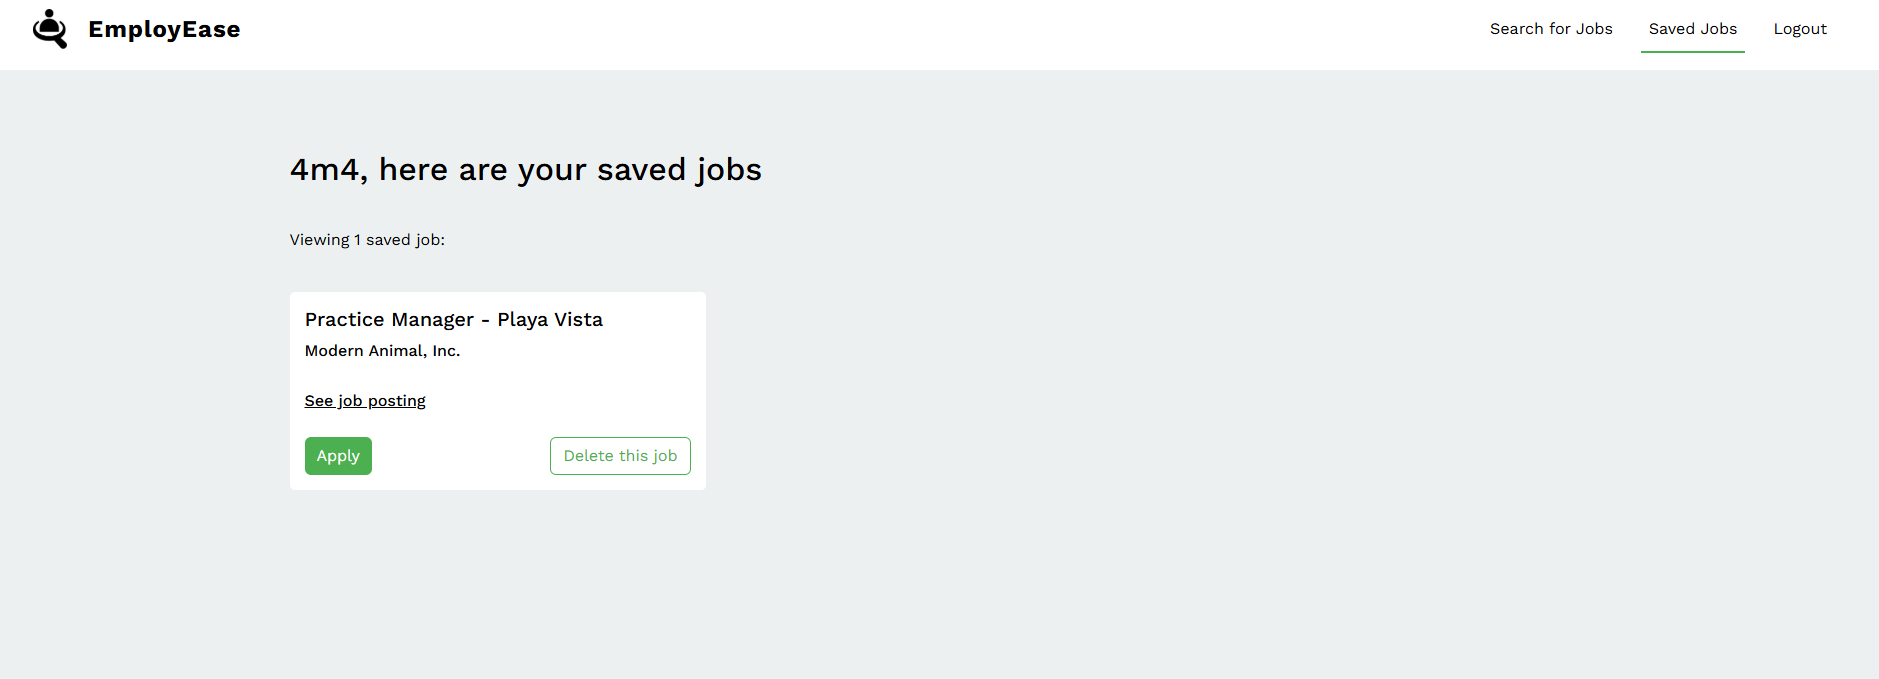 EmployEase
Search for Jobs
Saved Jobs
Logout
4m4, here are your saved jobs
Viewing 1 saved job:
Practice Manager - Playa Vista
Modern Animal, Inc.
See job posting
Apply
Delete this job